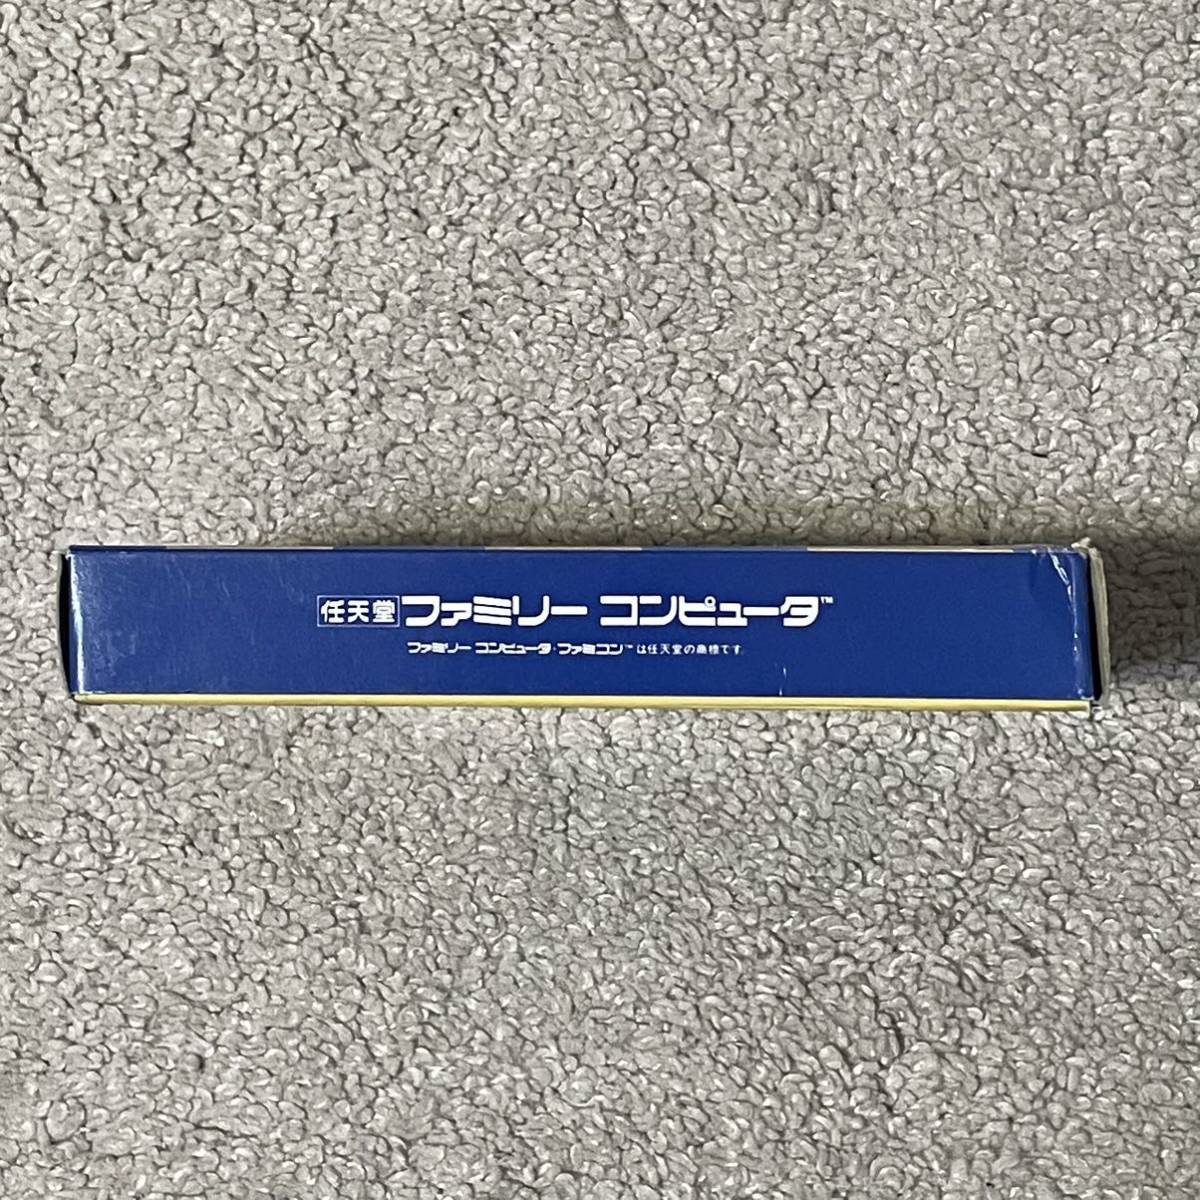 任天堂 ファミリー コンピュータ™
ファミリー コンピュータ・ファミコン™は任天堂の商標です。